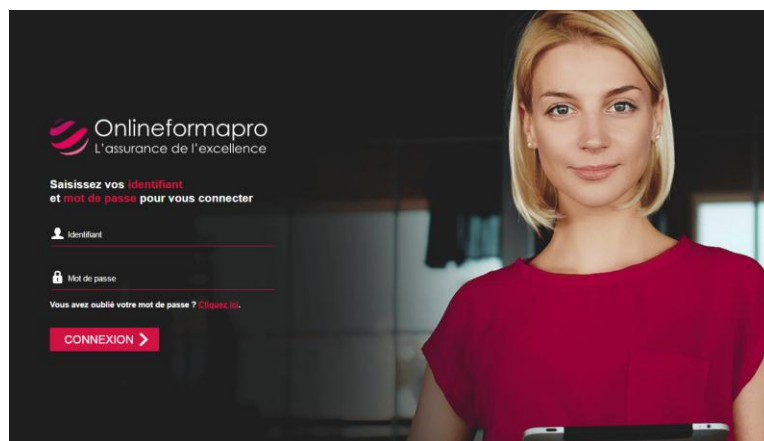 Onlineformapro
L'assurance de l'excellence
Saisissez vos identifiant
et mot de passe pour vous connecter
Identifiant
Mot de passe
Vous avez oublié votre mot de passe ? Cliquez ici.
CONNEXION